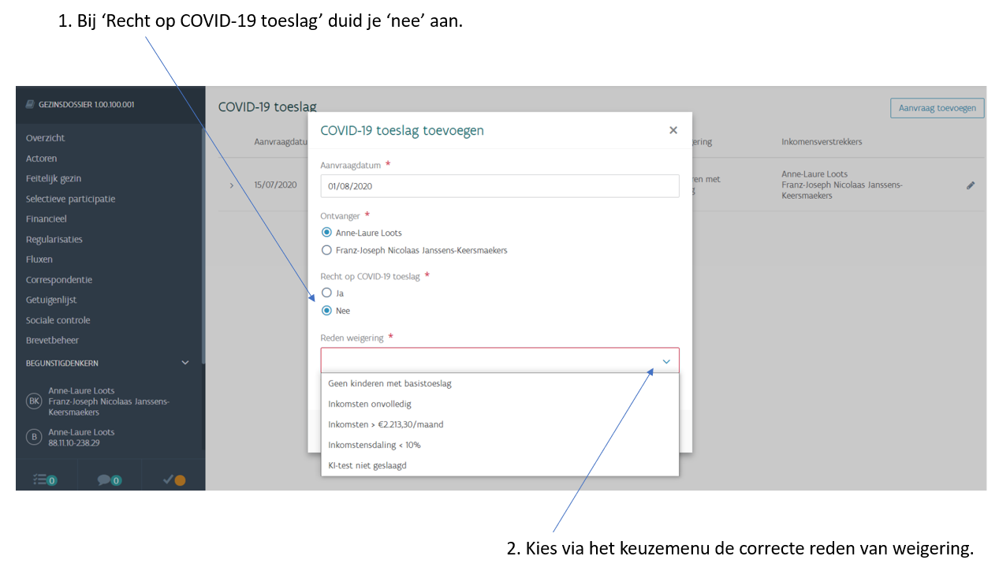 1. Bij ‘Recht op COVID-19 toeslag’ duid je ‘nee’ aan.
GEZINSDOSSIER 1.00.100.001
Overzicht
Actoren
Feitelijk gezin
Selectieve participatie
Financieel
Regularisaties
Fluxen
Correspondentie
Getuigenlijst
Sociale controle
Brevetbeheer
BEGUNSTIGDENKERN
BK
Anne-Laure Loots
Franz-Joseph Nicolaas Janssens-
Keersmaekers
B
Anne-Laure Loots
88.11.10-238.29
0
0
COVID-19 toeslag
Aanvraag toevoegen
Aanvraagdatu
ering
Inkomensverstrekkers
15/07/2020
en met
Anne-Laure Loots
Franz-Joseph Nicolaas Janssens-
Keersmaekers
COVID-19 toeslag toevoegen
Aanvraagdatum *
01/08/2020
Ontvanger *
Anne-Laure Loots
Franz-Joseph Nicolaas Janssens-Keersmaekers
Recht op COVID-19 toeslag *
Ja
Nee
Reden weigering *
Geen kinderen met basistoeslag
Inkomsten onvolledig
Inkomsten > €2.213,30/maand
Inkomstensdaling < 10%
KI-test niet geslaagd
2. Kies via het keuzemenu de correcte reden van weigering.